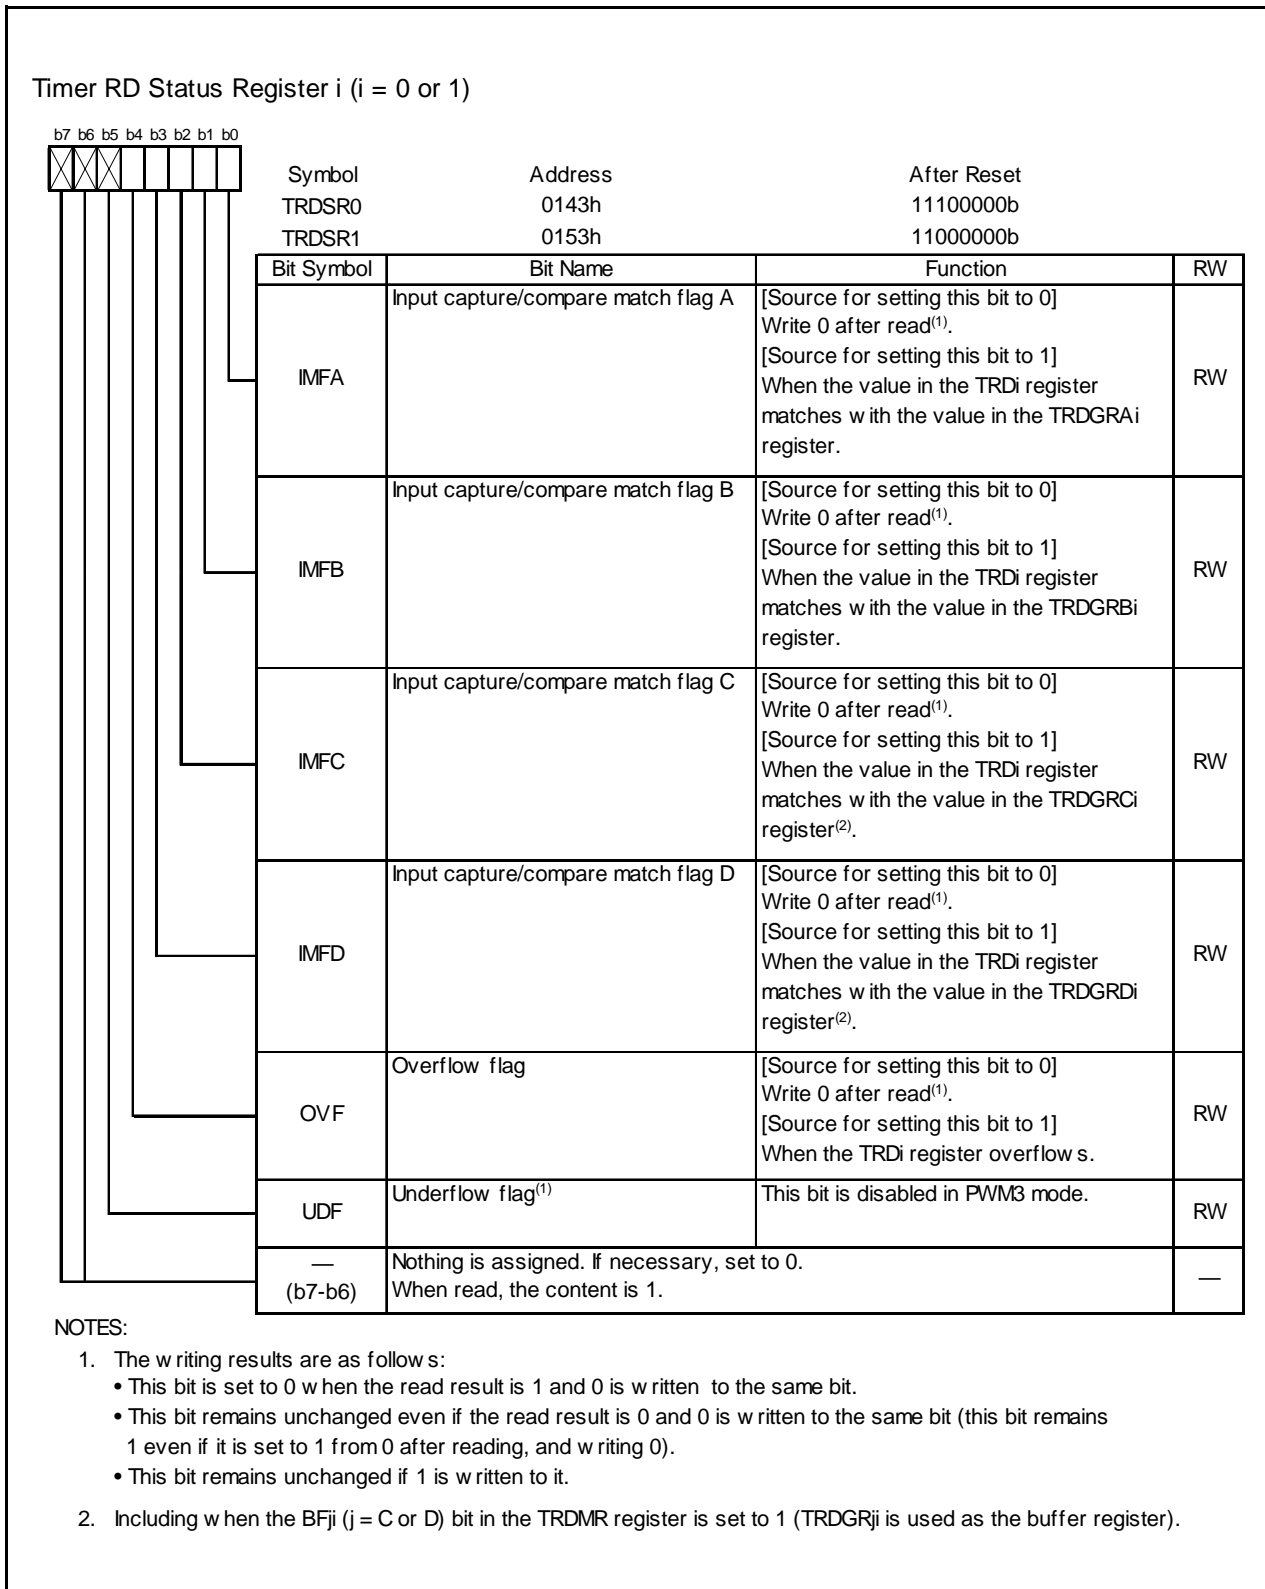 Timer RD Status Register i (i = 0 or 1)
b7 b6 b5 b4 b3 b2 b1 b0
Symbol Address After Reset
TRDSR0 0143h 11100000b
TRDSR1 0153h 11000000b
Bit Symbol Bit Name Function RW
IMFA Input capture/compare match flag A [Source for setting this bit to 0] RW
Write 0 after read(1).
[Source for setting this bit to 1]
When the value in the TRDi register
matches with the value in the TRDGRAi
register.
IMFB Input capture/compare match flag B [Source for setting this bit to 0] RW
Write 0 after read(1).
[Source for setting this bit to 1]
When the value in the TRDi register
matches with the value in the TRDGRBi
register.
IMFC Input capture/compare match flag C [Source for setting this bit to 0] RW
Write 0 after read(1).
[Source for setting this bit to 1]
When the value in the TRDi register
matches with the value in the TRDGRCi
register(2).
IMFD Input capture/compare match flag D [Source for setting this bit to 0] RW
Write 0 after read(1).
[Source for setting this bit to 1]
When the value in the TRDi register
matches with the value in the TRDGRDi
register(2).
OVF Overflow flag [Source for setting this bit to 0] RW
Write 0 after read(1).
[Source for setting this bit to 1]
When the TRDi register overflows.
UDF Underflow flag(1) This bit is disabled in PWM3 mode. RW
— Nothing is assigned. If necessary, set to 0. —
(b7-b6) When read, the content is 1.
NOTES:
1. The writing results are as follows:
• This bit is set to 0 when the read result is 1 and 0 is written to the same bit.
• This bit remains unchanged even if the read result is 0 and 0 is written to the same bit (this bit remains
1 even if it is set to 1 from 0 after reading, and writing 0).
• This bit remains unchanged if 1 is written to it.
2. Including when the BFji (j = C or D) bit in the TRDMR register is set to 1 (TRDGRji is used as the buffer register).